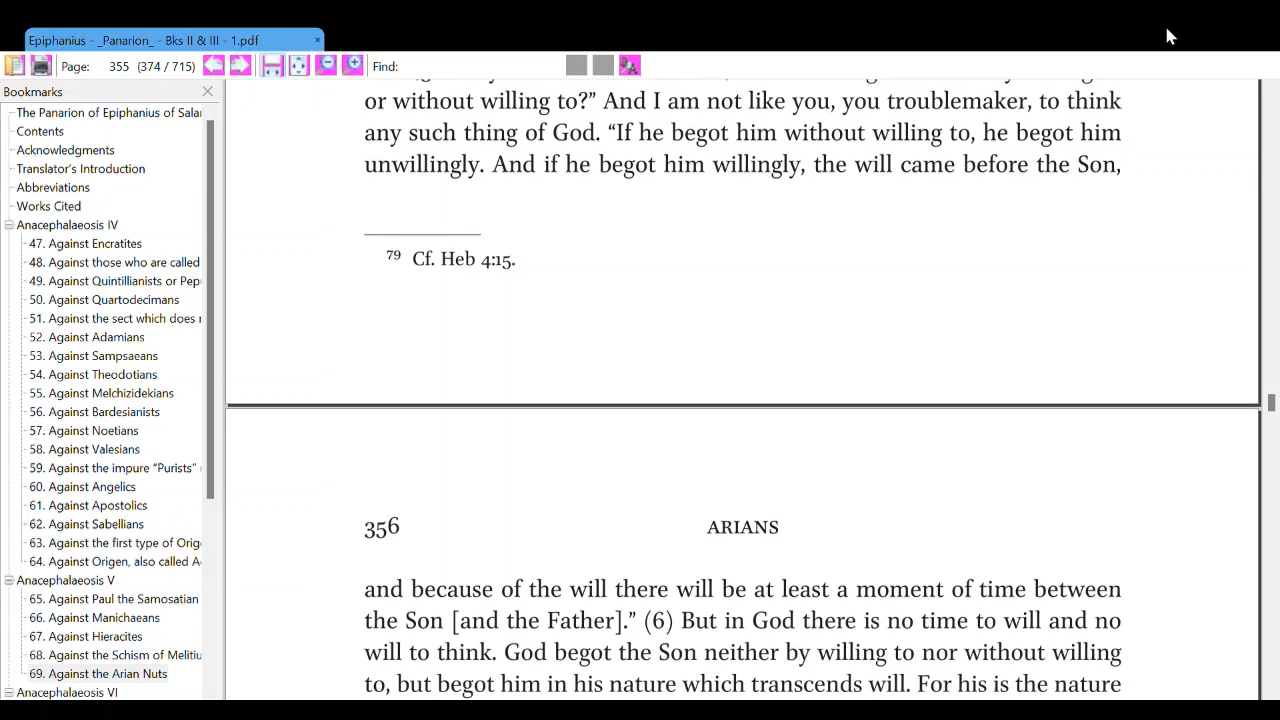 Epiphanius - _Panarion_ - Bks II & III - 1.pdf
Page: 355 (374 / 715) Find:
Bookmarks
The Panarion of Epiphanius of Salar
Contents
Acknowledgments
Translator's Introduction
Abbreviations
Works Cited
Anacephalaeosis IV
47. Against Encratites
48. Against those who are called
49. Against Quintillianists or Pep
50. Against Quartodecimans
51. Against the sect which does
52. Against Adamians
53. Against Sampsaeans
54. Against Theodotians
55. Against Melchizidekians
56. Against Bardesianists
57. Against Noetians
58. Against Valesians
59. Against the impure “Purists” (
60. Against Angelics
61. Against Apostolics
62. Against Sabellians
63. Against the first type of Orig
64. Against Origen, also called A
Anacephalaeosis V
65. Against Paul the Samosatian
66. Against Manichaeans
67. Against Hieracites
68. Against the Schism of Melitiu
69. Against the Arian Nuts
Anacephalaeosis VI
or without willing to?” And I am not like you, you troublemaker, to think
any such thing of God. “If he begot him without willing to, he begot him
unwillingly. And if he begot him willingly, the will came before the Son,
79 Cf. Heb 4:15.
356 ARIANS
and because of the will there will be at least a moment of time between
the Son [and the Father].” (6) But in God there is no time to will and no
will to think. God begot the Son neither by willing to nor without willing
to, but begot him in his nature which transcends will. For his is the nature